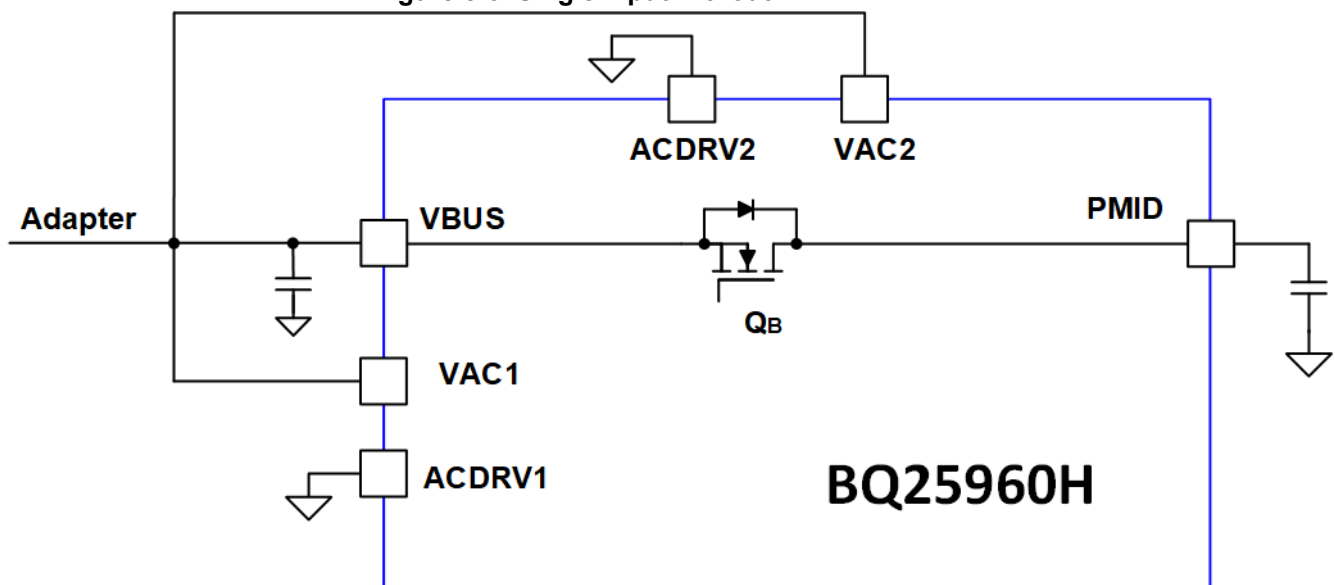 ACDRV2
VAC2
Adapter
VBUS
PMID
QB
VAC1
ACDRV1
BQ25960H